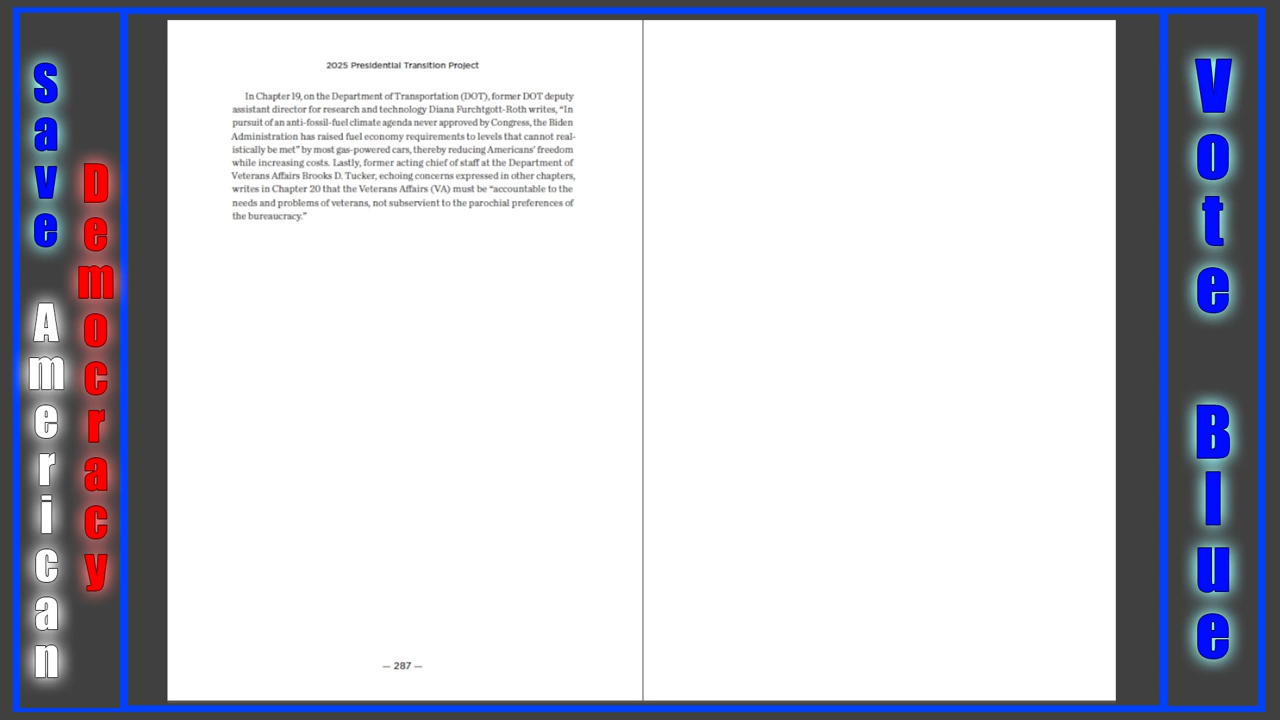 Save
American
Democracy
2025 Presidential Transition Project
In Chapter 19, on the Department of Transportation (DOT), former DOT deputy
assistant director for research and technology Diana Furchtgott-Roth writes, “In
pursuit of an anti-fossil-fuel climate agenda never approved by Congress, the Biden
Administration has raised fuel economy requirements to levels that cannot real-
istically be met” by most gas-powered cars, thereby reducing Americans’ freedom
while increasing costs. Lastly, former acting chief of staff at the Department of
Veterans Affairs Brooks D. Tucker, echoing concerns expressed in other chapters,
writes in Chapter 20 that the Veterans Affairs (VA) must be “accountable to the
needs and problems of veterans, not subservient to the parochial preferences of
the bureaucracy.”
— 287 —
Vote
Blue